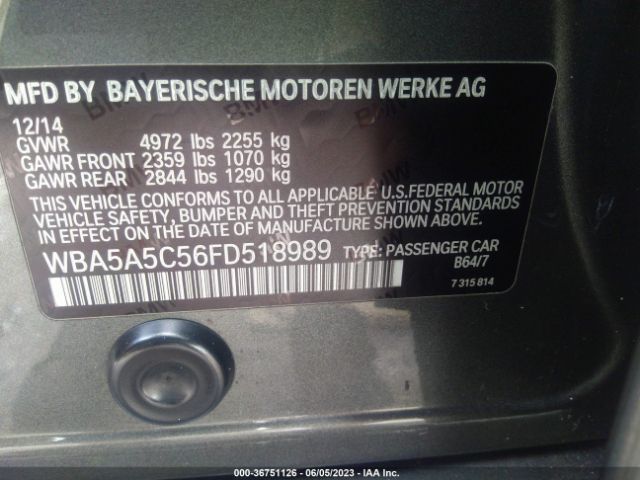 MFD BY BAYERISCHE MOTOREN WERKE AG
12/14
GVWR 4972 lbs 2255 kg
GAWR FRONT 2359 lbs 1070 kg
GAWR REAR 2844 lbs 1290 kg
THIS VEHICLE CONFORMS TO ALL APPLICABLE U.S.FEDERAL MOTOR
VEHICLE SAFETY, BUMPER AND THEFT PREVENTION STANDARDS
IN EFFECT ON THE DATE OF MANUFACTURE SHOWN ABOVE.
WBA5A5C56FD518989 TYPE: PASSENGER CAR
B64/7
7 315 814
000-36751126 - 06/05/2023 - IAA Inc.